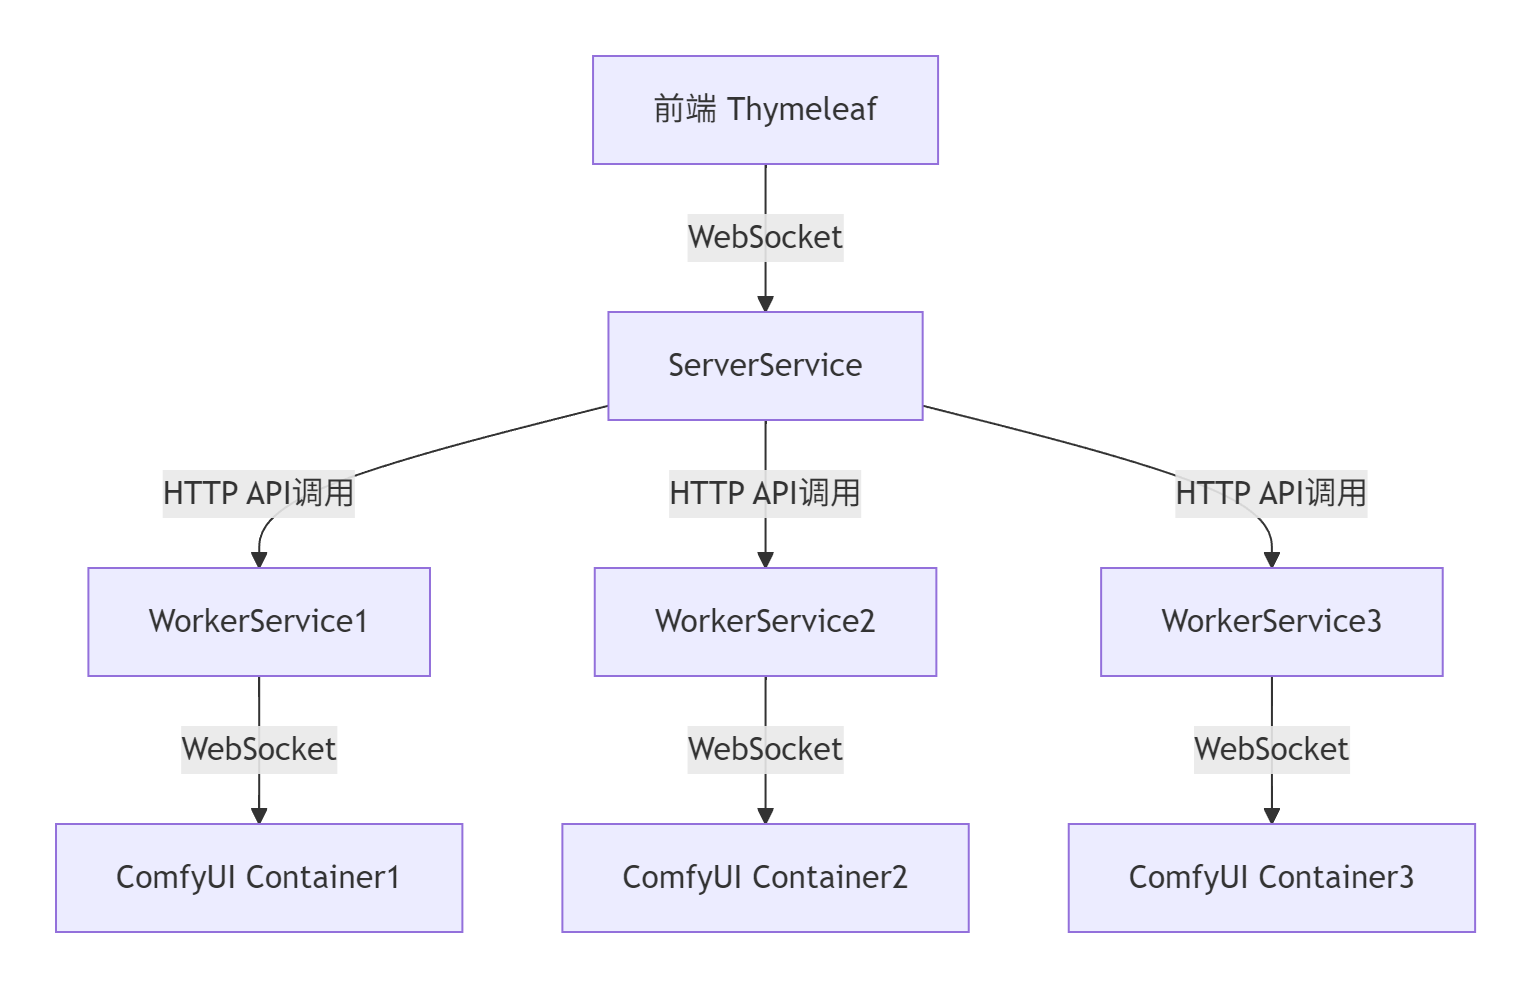 前端 Thymeleaf
WebSocket
ServerService
HTTP API调用
HTTP API调用
HTTP API调用
WorkerService1
WorkerService2
WorkerService3
WebSocket
WebSocket
WebSocket
ComfyUI Container1
ComfyUI Container2
ComfyUI Container3